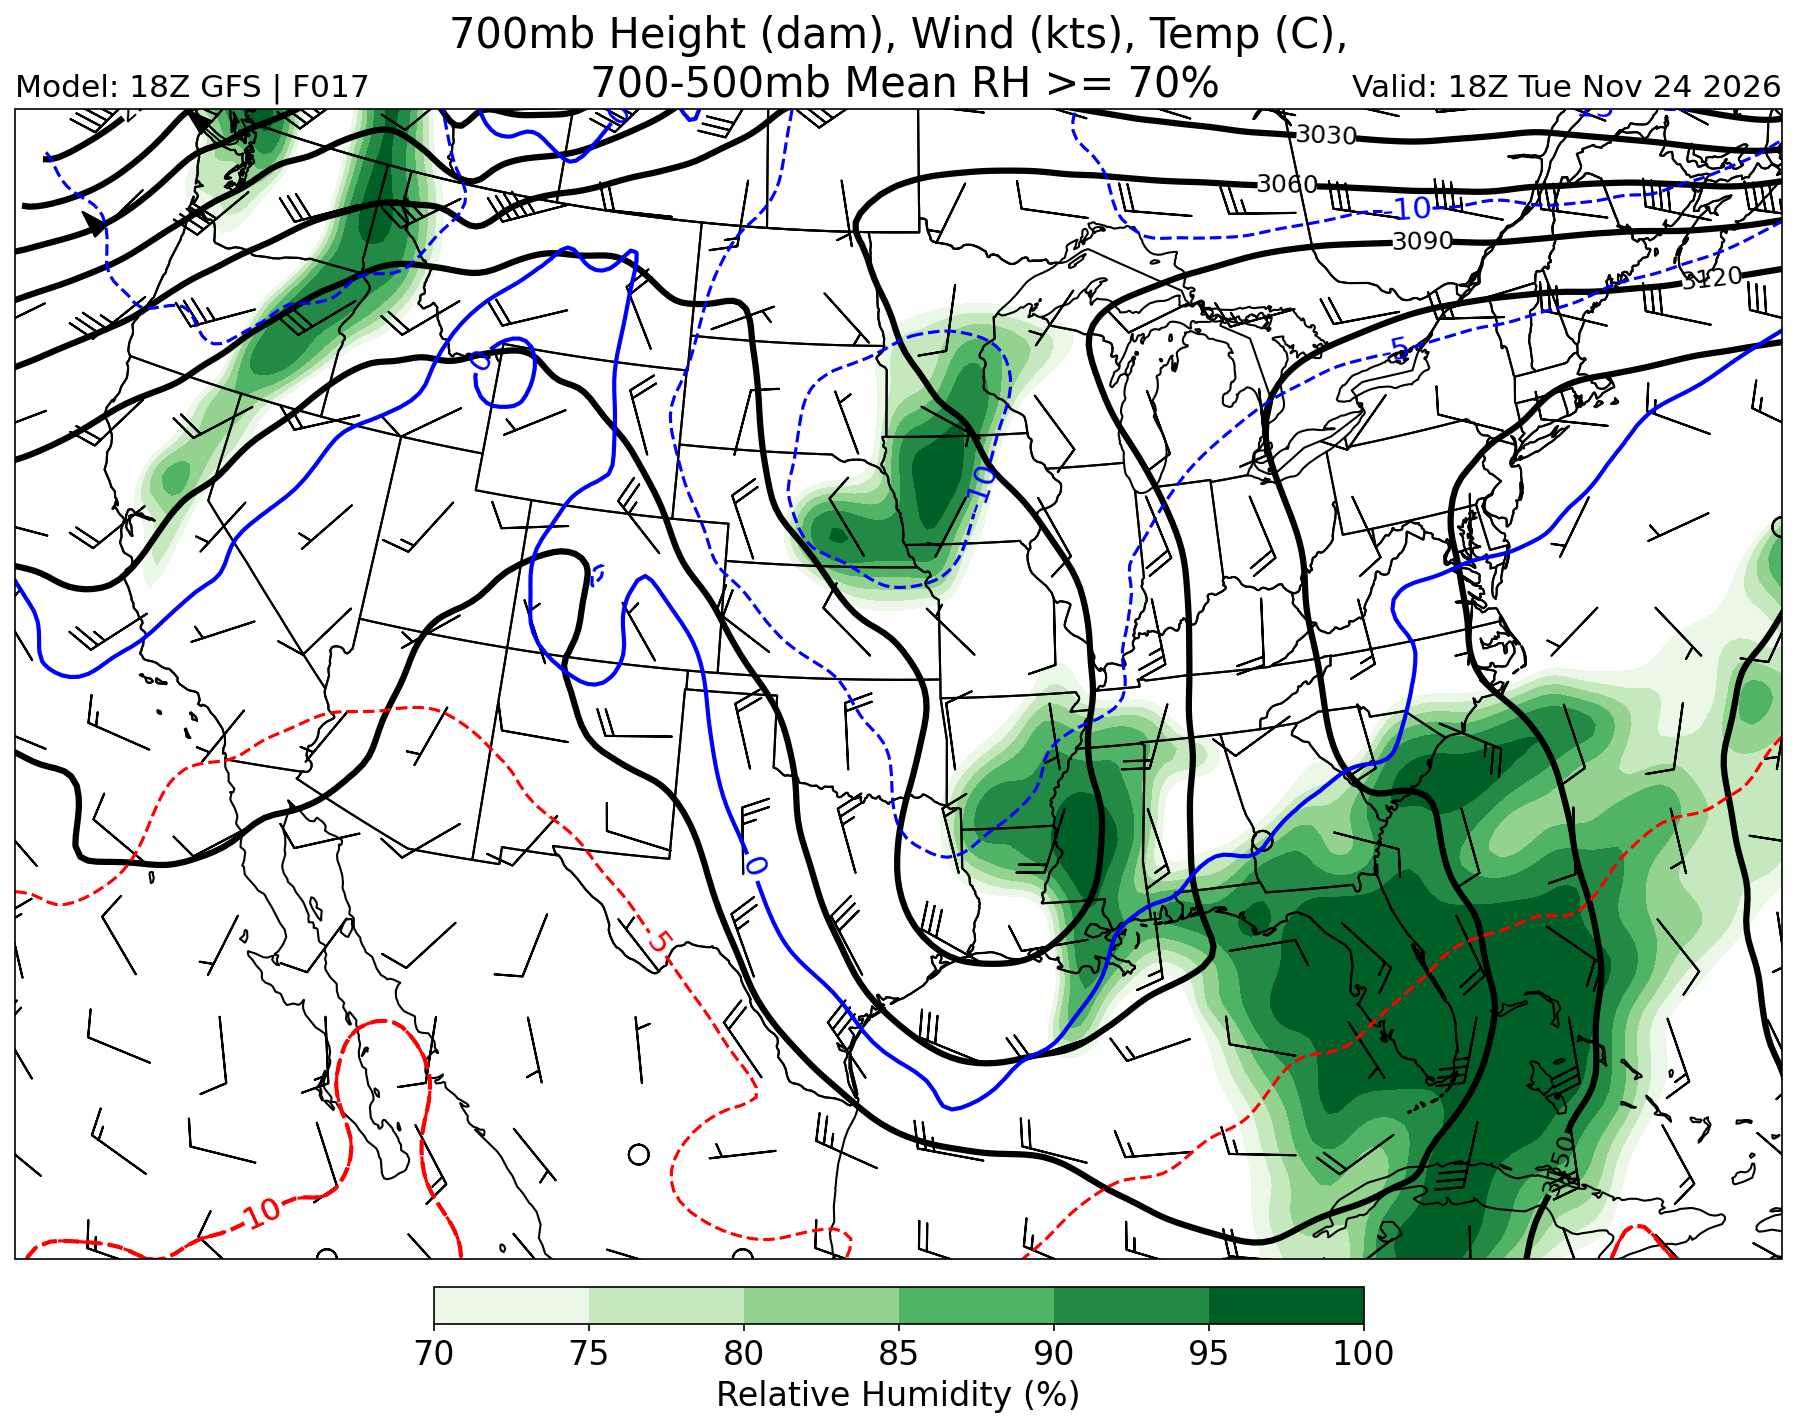 700mb Height (dam), Wind (kts), Temp (C),
700-500mb Mean RH >= 70%
Model: 18Z GFS | F017
Valid: 18Z Tue Nov 24 2026
3030
3060
-10
3090
3120
-5
0
-10
0
5
3150
-10
70 75 80 85 90 95 100
Relative Humidity (%)